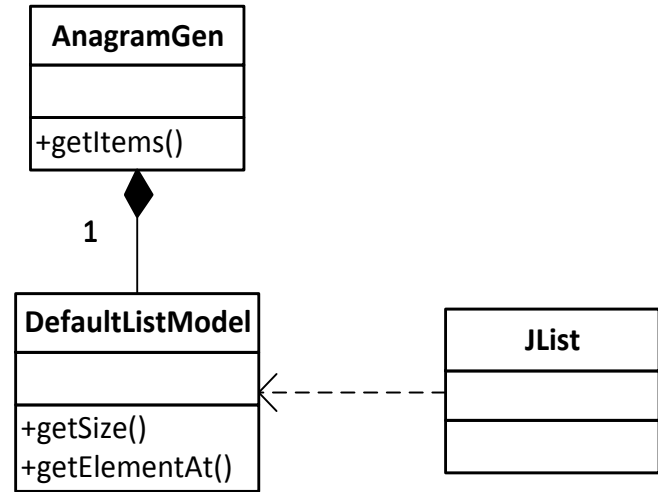 AnagramGen
+getItems()
1
DefaultListModel
+getSize()
+getElementAt()
JList